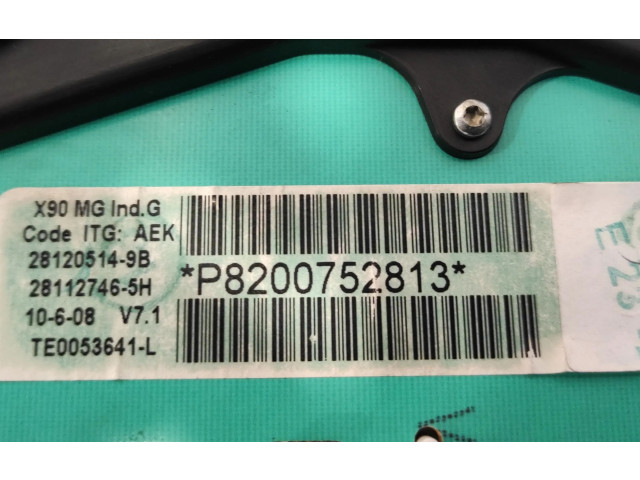 X90 MG Ind.G
Code ITG: AEK
28120514-9B
28112746-5H
10-6-08 V7.1
TE0053641-L
*P8200752813*